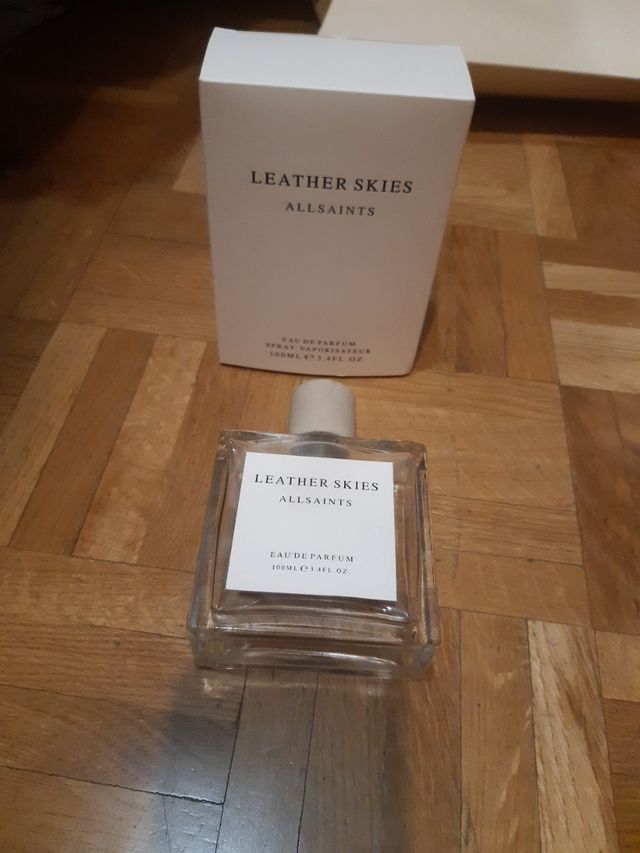 LEATHER SKIES
ALLSAINTS
EAU DE PARFUM
SPRAY VAPORISATEUR
100ML ℮ 3.4FL.OZ.
LEATHER SKIES
ALLSAINTS
EAU DE PARFUM
100ML ℮ 3.4FL.OZ.